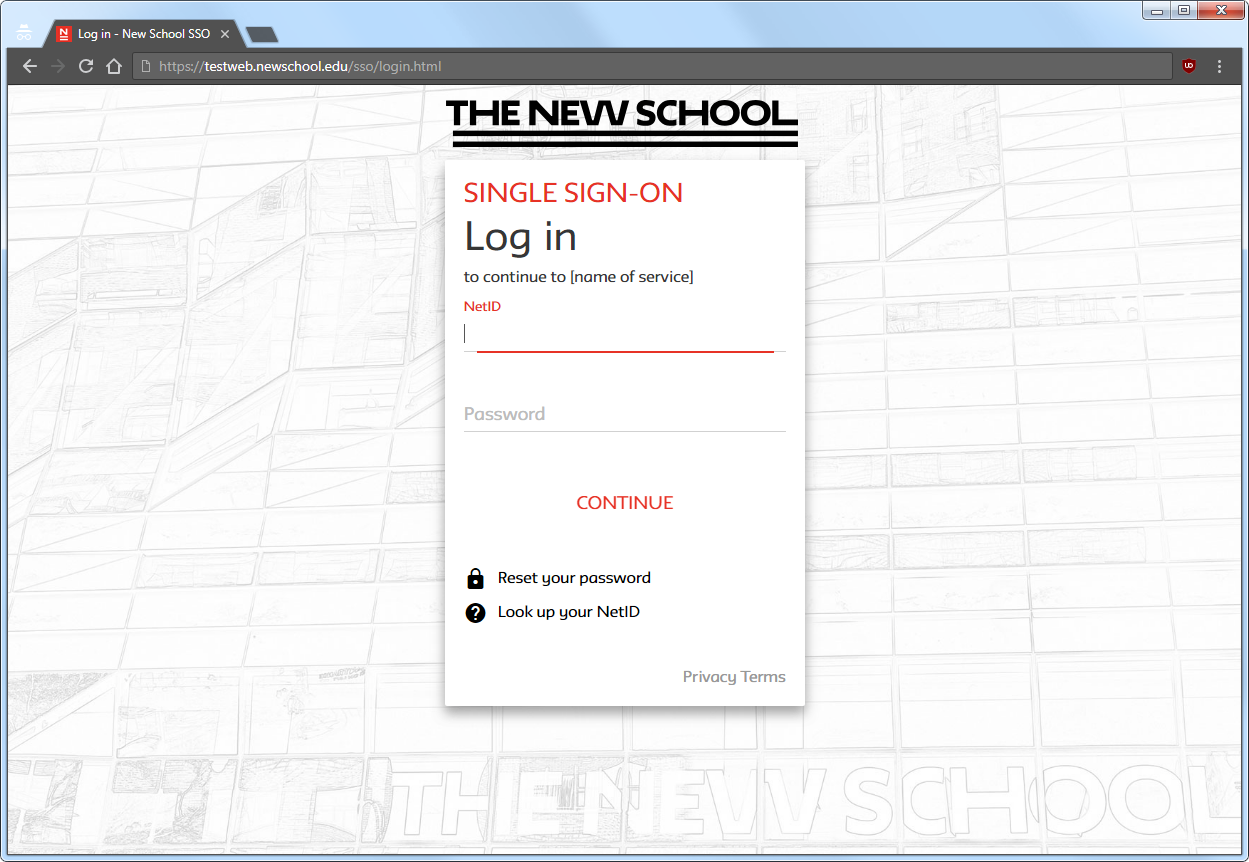 Log in - New School SSO
https://testweb.newschool.edu/sso/login.html
THE NEW SCHOOL
SINGLE SIGN-ON
Log in
to continue to [name of service]
NetID
Password
CONTINUE
Reset your password
Look up your NetID
Privacy Terms
THE NEW SCHOOL